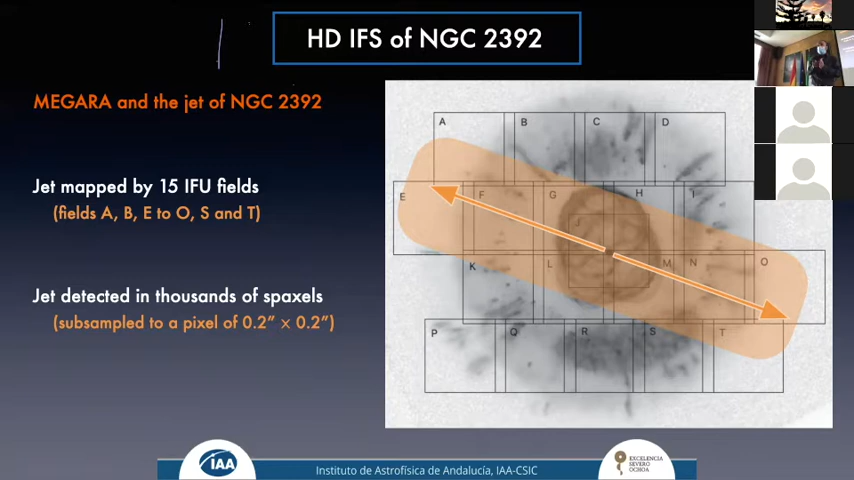 HD IFS of NGC 2392
MEGARA and the jet of NGC 2392
Jet mapped by 15 IFU fields
(fields A, B, E to O, S and T)
Jet detected in thousands of spaxels
(subsampled to a pixel of 0.2” × 0.2”)
A B C D
E F G H I
J
K L M N O
P Q R S T
IAA
Instituto de Astrofísica de Andalucía, IAA-CSIC
EXCELENCIA
SEVERO
OCHOA